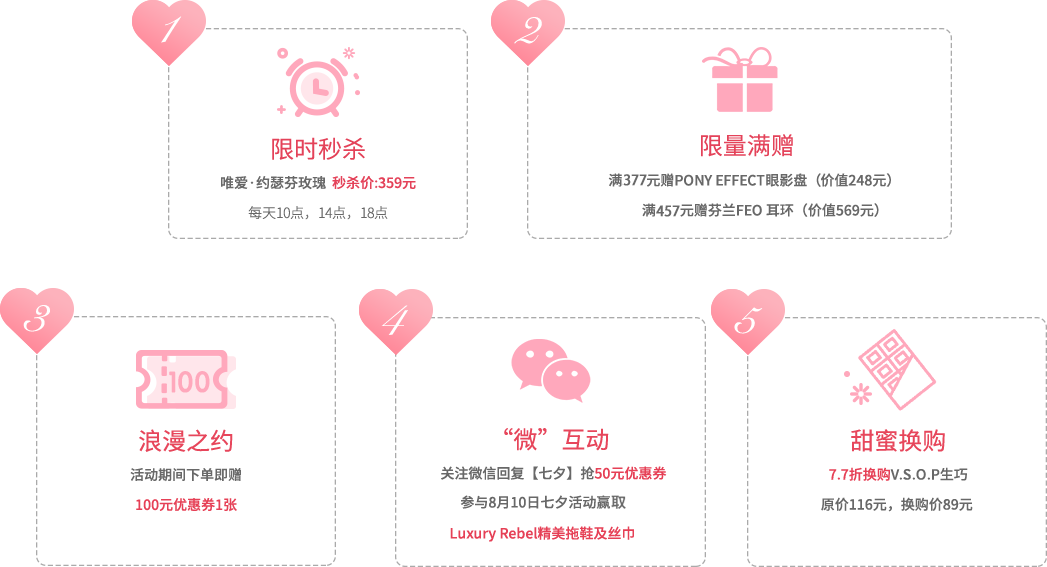 1
限时秒杀
唯爱·约瑟芬玫瑰 秒杀价:359元
每天10点，14点，18点
2
限量满赠
满377元赠PONY EFFECT眼影盘（价值248元）
满457元赠芬兰FEO 耳环（价值569元）
3
100
浪漫之约
活动期间下单即赠
100元优惠券1张
4
“微”互动
关注微信回复【七夕】抢50元优惠券
参与8月10日七夕活动赢取
Luxury Rebel精美拖鞋及丝巾
5
甜蜜换购
7.7折换购V.S.O.P生巧
原价116元，换购价89元